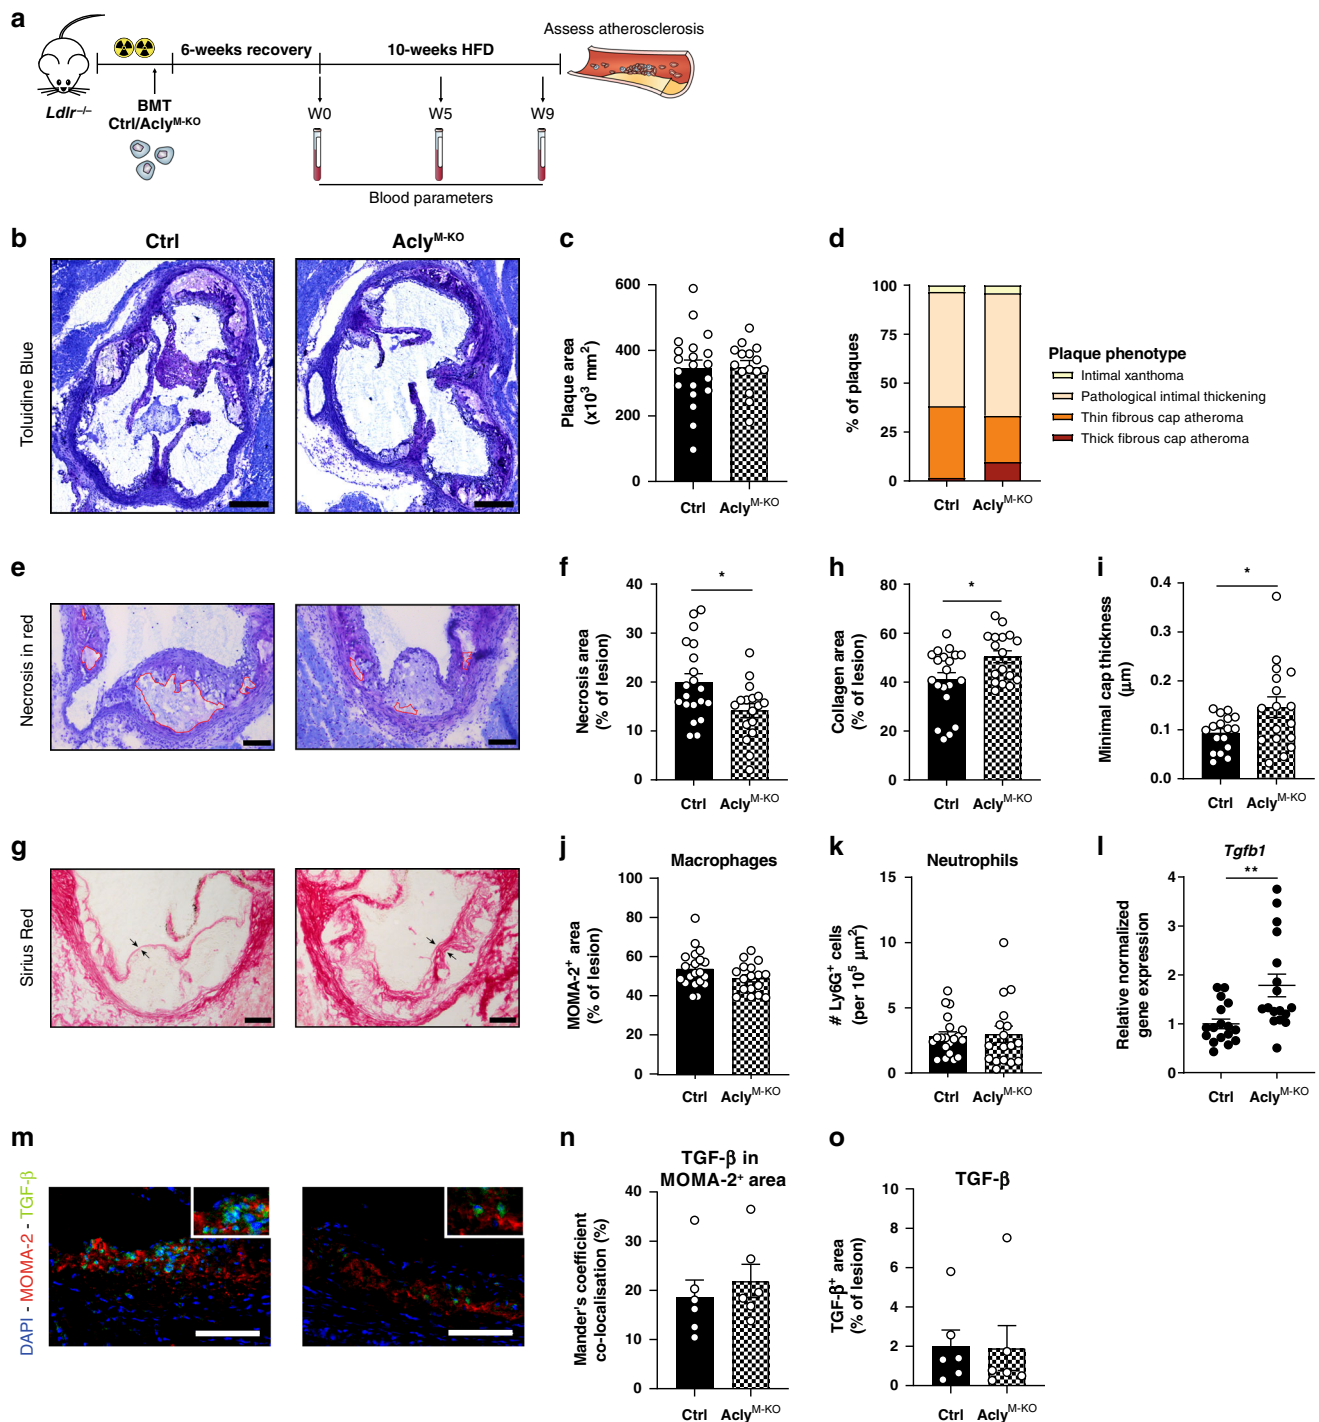 a
Assess atherosclerosis
6-weeks recovery
10-weeks HFD
Ldlr–/–
BMT
Ctrl/AclyM-KO
W0
W5
W9
Blood parameters
b
Ctrl
AclyM-KO
Toluidine Blue
c
Plaque area
(x10³ mm²)
600
400
200
0
Ctrl
AclyM-KO
d
% of plaques
100
75
50
25
0
Ctrl
AclyM-KO
Plaque phenotype
Intimal xanthoma
Pathological intimal thickening
Thin fibrous cap atheroma
Thick fibrous cap atheroma
e
Necrosis in red
f
Necrosis area
(% of lesion)
40
30
20
10
0
*
Ctrl
AclyM-KO
h
Collagen area
(% of lesion)
80
60
40
20
0
*
Ctrl
AclyM-KO
i
Minimal cap thickness
(μm)
0.4
0.3
0.2
0.1
0.0
*
Ctrl
AclyM-KO
g
Sirius Red
j
Macrophages
MOMA-2⁺ area
(% of lesion)
100
80
60
40
20
0
Ctrl
AclyM-KO
k
Neutrophils
# Ly6G⁺ cells
(per 10⁵ μm²)
15
10
5
0
Ctrl
AclyM-KO
l
Tgfb1
**
Relative normalized
gene expression
4
3
2
1
0
Ctrl
AclyM-KO
m
DAPI - MOMA-2 - TGF-β
n
TGF-β in
MOMA-2⁺ area
Mander's coefficient
co-localisation (%)
40
30
20
10
0
Ctrl
AclyM-KO
o
TGF-β
TGF-β⁺ area
(% of lesion)
10
8
6
4
2
0
Ctrl
AclyM-KO